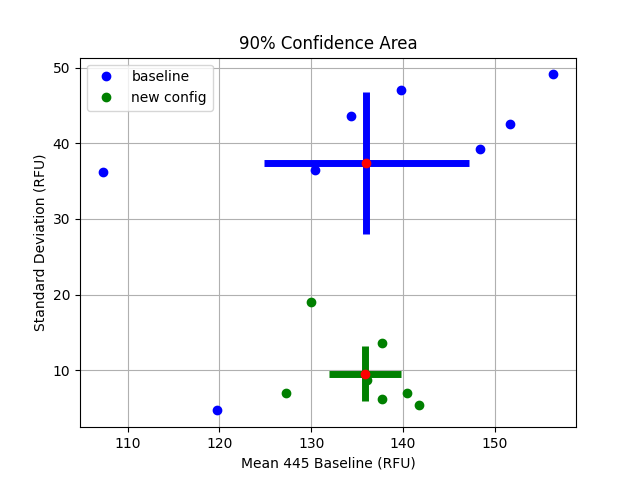 90% Confidence Area
baseline
new config
50
40
30
20
10
Standard Deviation (RFU)
110
120
130
140
150
Mean 445 Baseline (RFU)